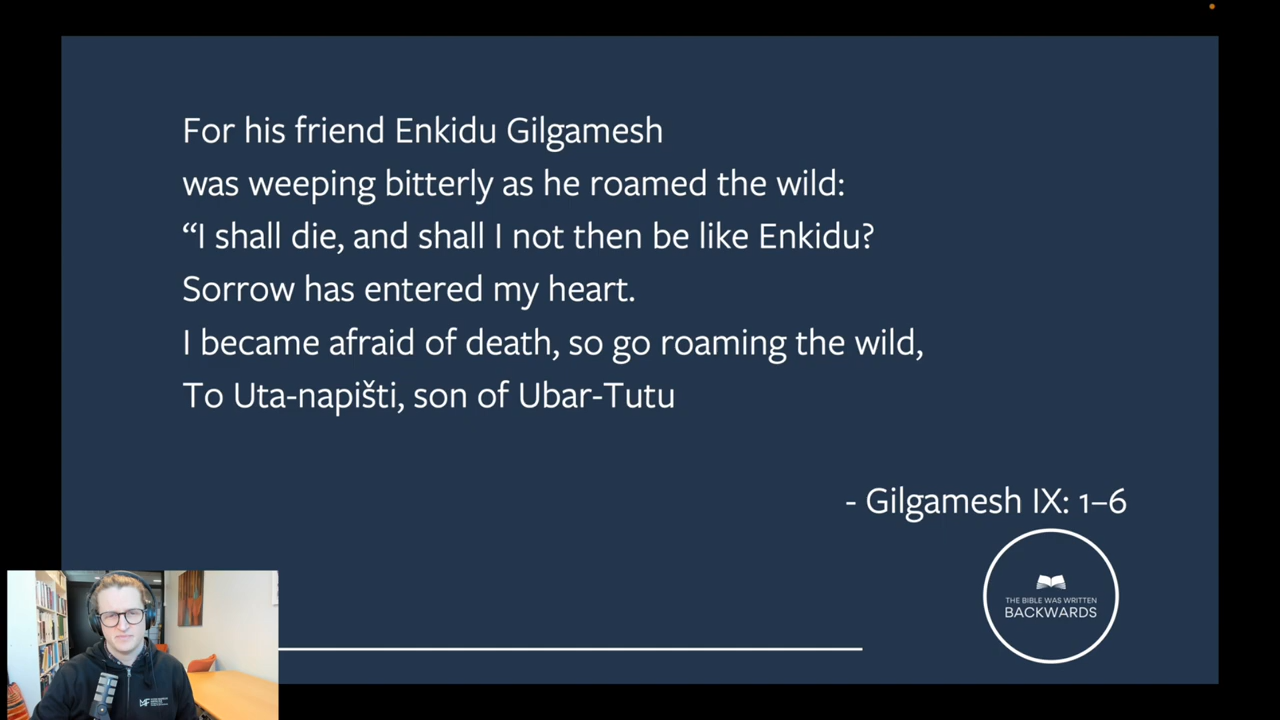 For his friend Enkidu Gilgamesh
was weeping bitterly as he roamed the wild:
“I shall die, and shall I not then be like Enkidu?
Sorrow has entered my heart.
I became afraid of death, so go roaming the wild,
To Uta-napišti, son of Ubar-Tutu
- Gilgamesh IX: 1–6
THE BIBLE WAS WRITTEN
BACKWARDS